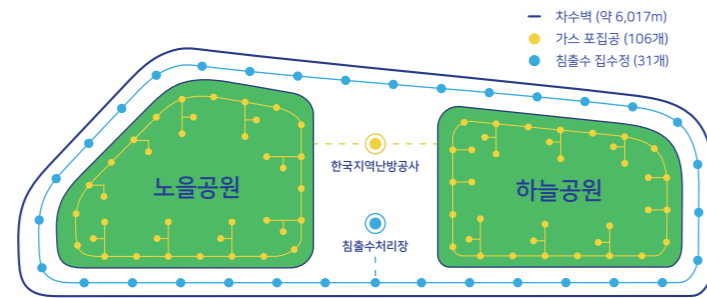 차수벽 (약 6,017m)
가스 포집공 (106개)
침출수 집수정 (31개)
한국지역난방공사
노을공원
하늘공원
침출수처리장